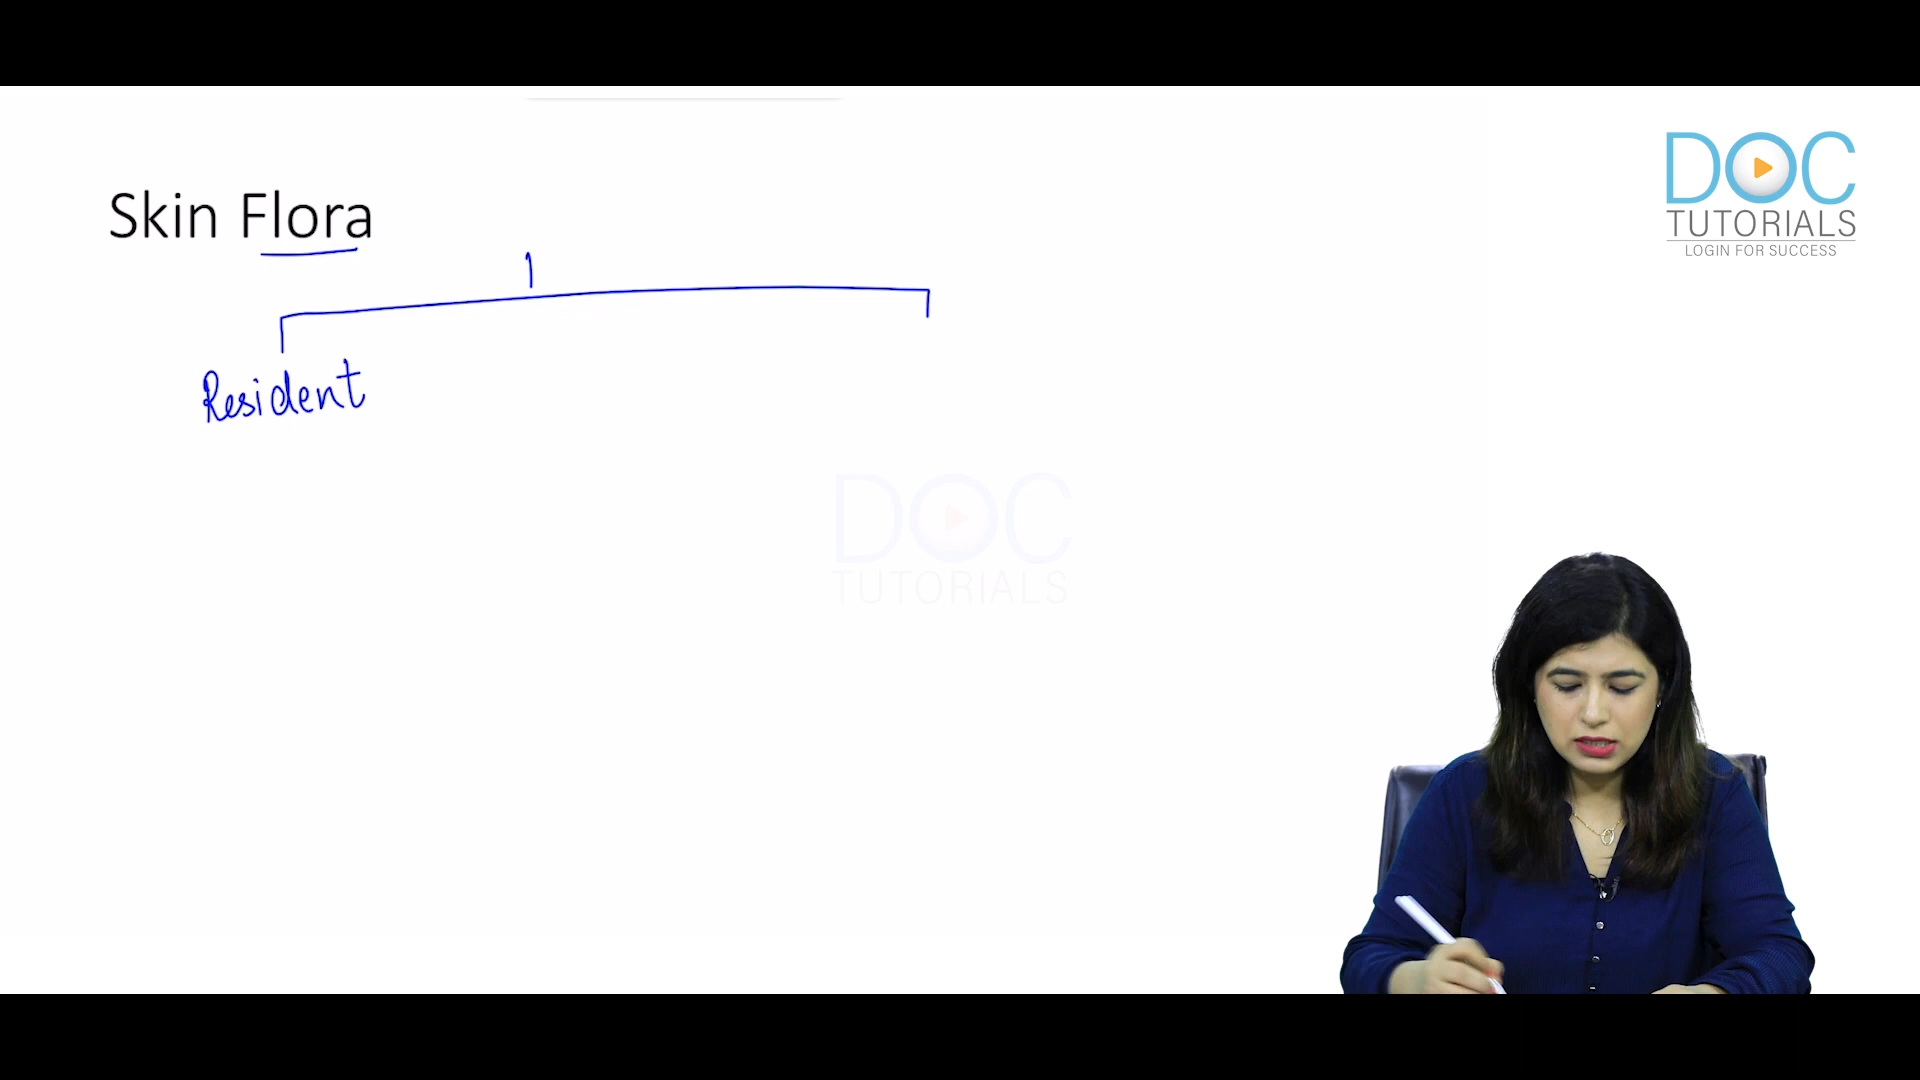 DOC
TUTORIALS
LOGIN FOR SUCCESS
Skin Flora
Resident
DOC
TUTORIALS